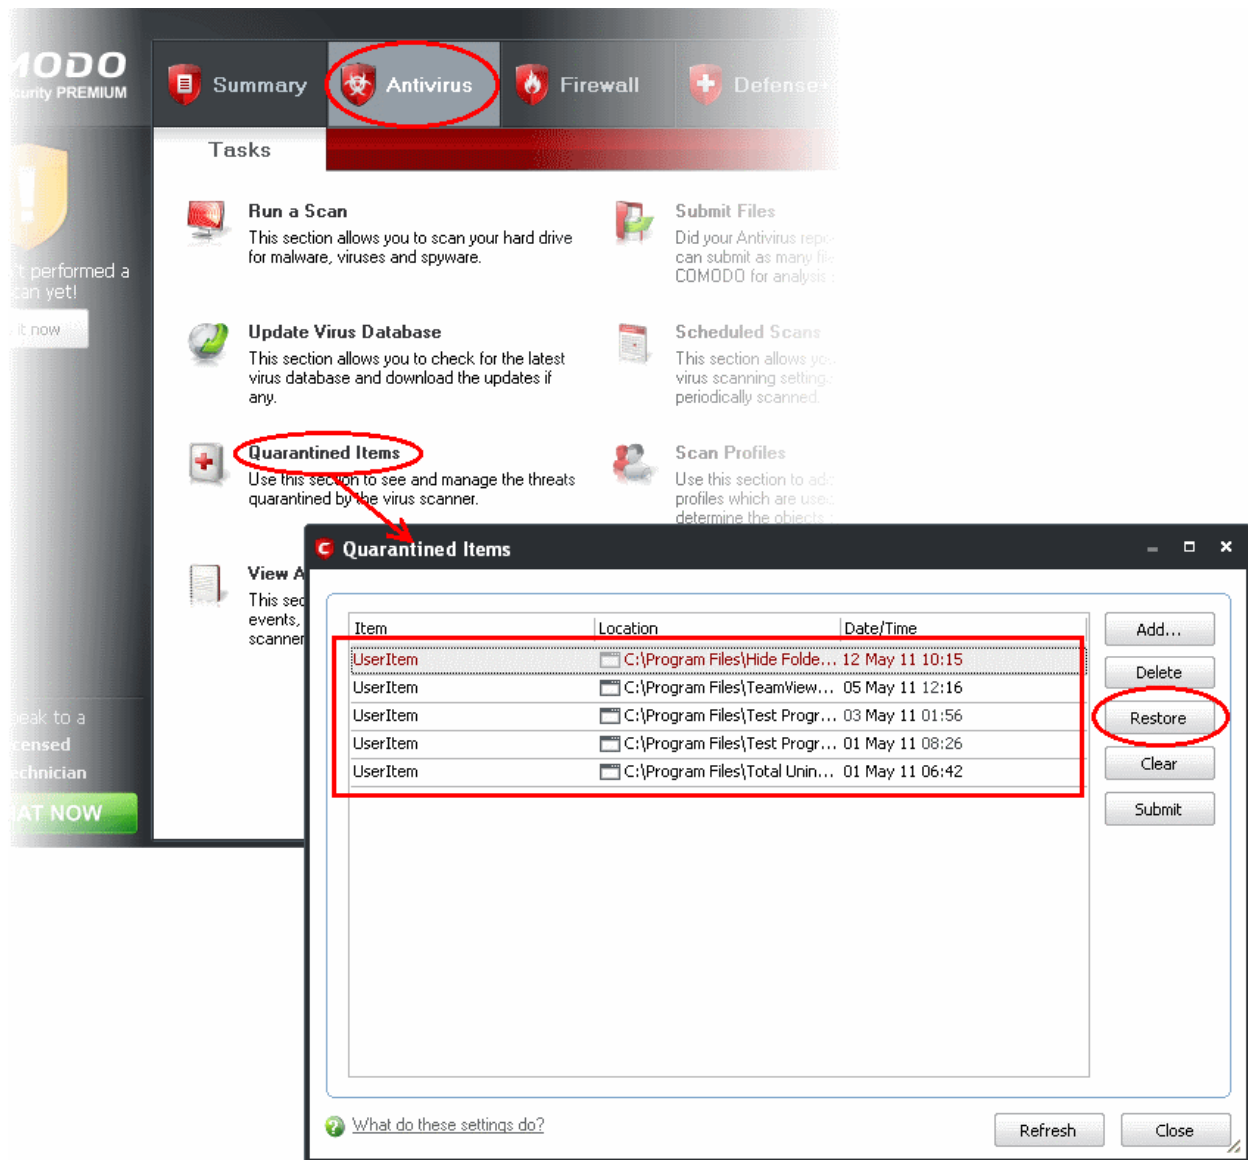 MODO
curity PREMIUM
Summary
Antivirus
Firewall
Defense+
Tasks
't performed a
can yet!
it now
Run a Scan
This section allows you to scan your hard drive
for malware, viruses and spyware.
Submit Files
Did your Antivirus repo
can submit as many file
COMODO for analysis
Update Virus Database
This section allows you to check for the latest
virus database and download the updates if
any.
Scheduled Scans
This section allows you
virus scanning settings
periodically scanned.
Quarantined Items
Use this section to see and manage the threats
quarantined by the virus scanner.
Scan Profiles
Use this section to add
profiles which are used
determine the objects
View A
This sec
events,
scanner
peak to a
censed
echnician
AT NOW
Quarantined Items
Item Location Date/Time
UserItem C:\Program Files\Hide Folde... 12 May 11 10:15
UserItem C:\Program Files\TeamView... 05 May 11 12:16
UserItem C:\Program Files\Test Progr... 03 May 11 01:56
UserItem C:\Program Files\Test Progr... 01 May 11 08:26
UserItem C:\Program Files\Total Unin... 01 May 11 06:42
Add...
Delete
Restore
Clear
Submit
What do these settings do?
Refresh
Close